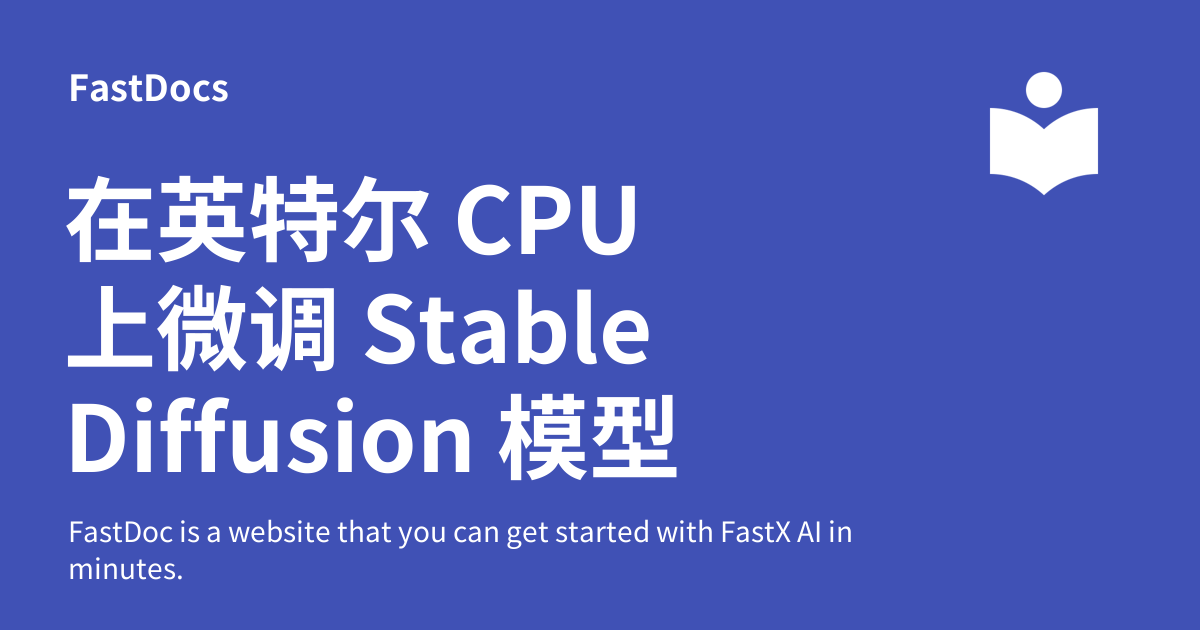 FastDocs
在英特尔 CPU
上微调 Stable
Diffusion 模型
FastDoc is a website that you can get started with FastX AI in
minutes.